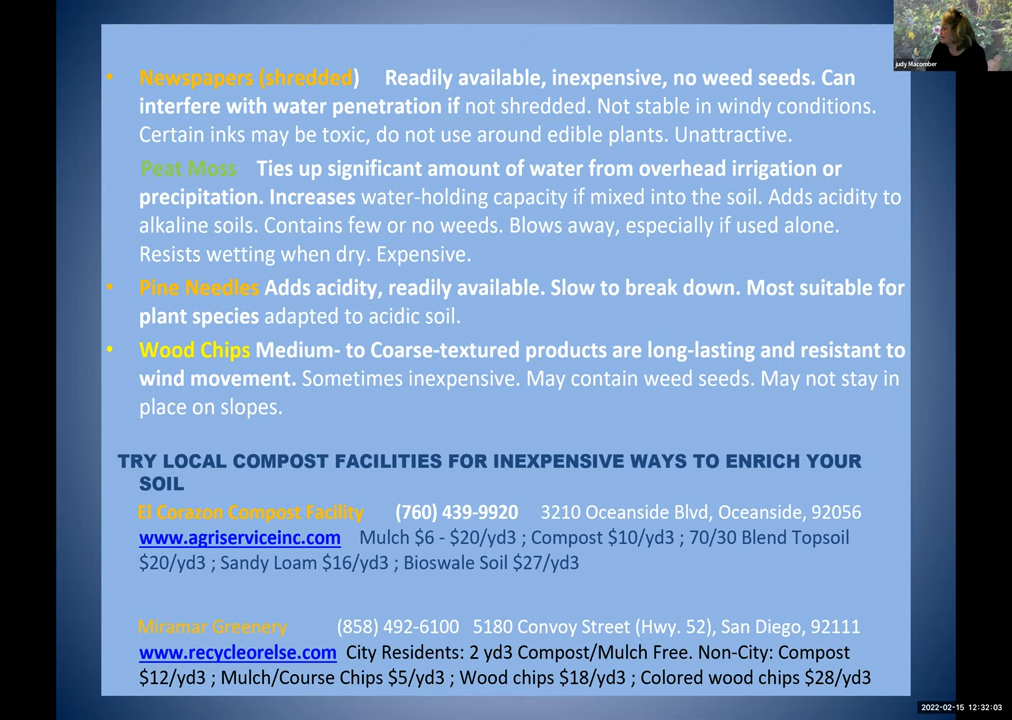 judy Macomber
• Newspapers (shredded) Readily available, inexpensive, no weed seeds. Can
interfere with water penetration if not shredded. Not stable in windy conditions.
Certain inks may be toxic, do not use around edible plants. Unattractive.
Peat Moss Ties up significant amount of water from overhead irrigation or
precipitation. Increases water-holding capacity if mixed into the soil. Adds acidity to
alkaline soils. Contains few or no weeds. Blows away, especially if used alone.
Resists wetting when dry. Expensive.
• Pine Needles Adds acidity, readily available. Slow to break down. Most suitable for
plant species adapted to acidic soil.
• Wood Chips Medium- to Coarse-textured products are long-lasting and resistant to
wind movement. Sometimes inexpensive. May contain weed seeds. May not stay in
place on slopes.
TRY LOCAL COMPOST FACILITIES FOR INEXPENSIVE WAYS TO ENRICH YOUR
SOIL
El Corazon Compost Facility (760) 439-9920 3210 Oceanside Blvd, Oceanside, 92056
www.agriserviceinc.com Mulch $6 - $20/yd3 ; Compost $10/yd3 ; 70/30 Blend Topsoil
$20/yd3 ; Sandy Loam $16/yd3 ; Bioswale Soil $27/yd3
Miramar Greenery (858) 492-6100 5180 Convoy Street (Hwy. 52), San Diego, 92111
www.recycleorelse.com City Residents: 2 yd3 Compost/Mulch Free. Non-City: Compost
$12/yd3 ; Mulch/Course Chips $5/yd3 ; Wood chips $18/yd3 ; Colored wood chips $28/yd3
2022-02-15 12:32:03